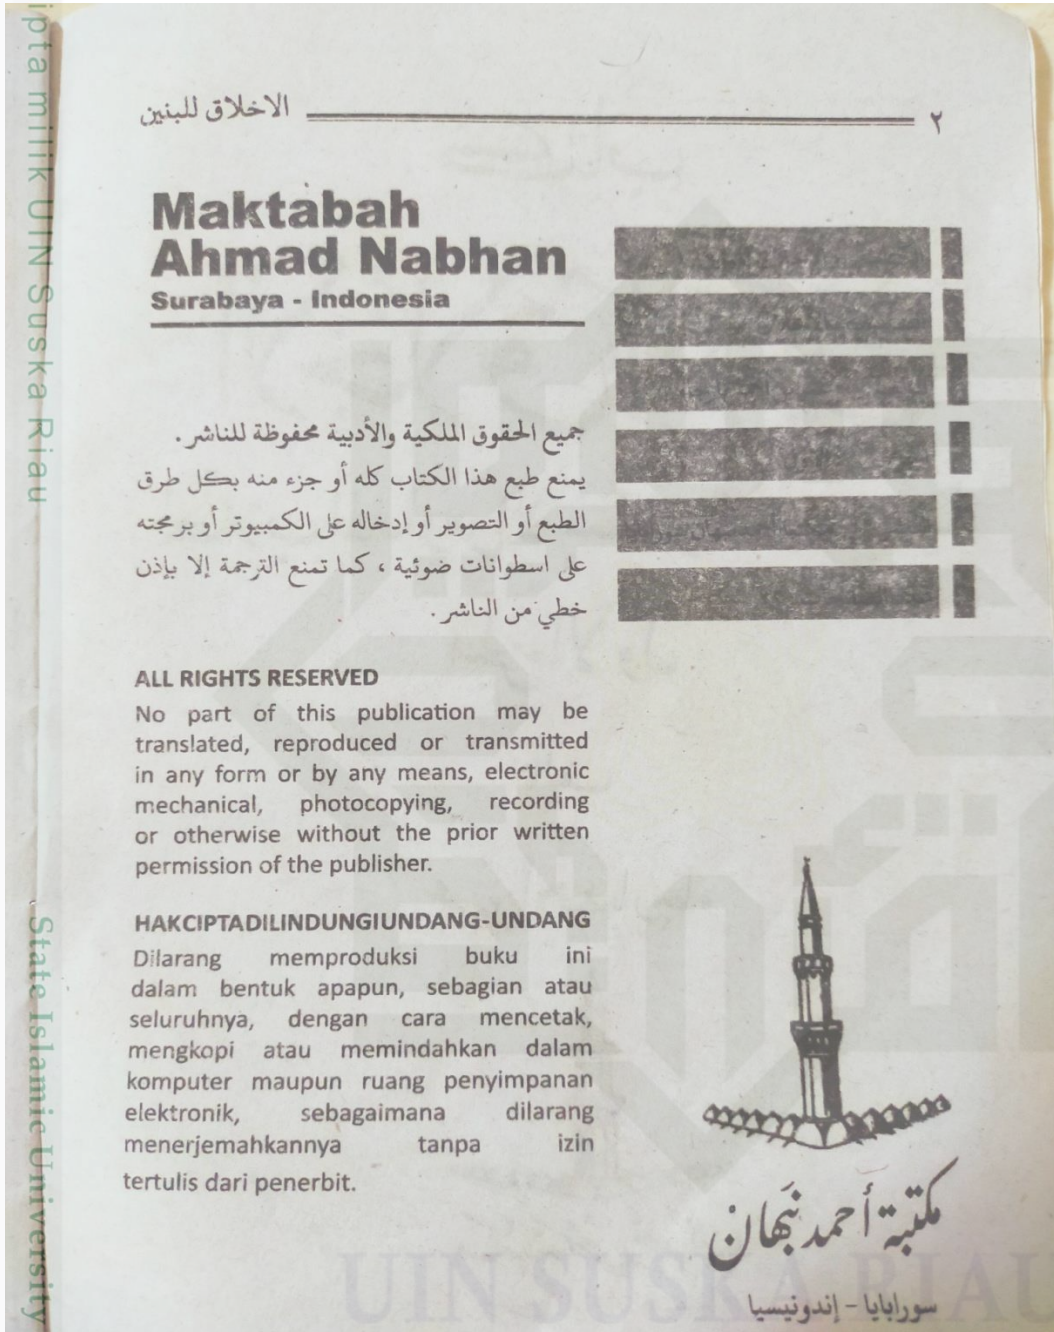 الاخلاق للبنين ٢
Maktabah
Ahmad Nabhan
Surabaya - Indonesia
جميع الحقوق الملكية والأدبية محفوظة للناشر .
يمنع طبع هذا الكتاب كله أو جزء منه بكل طرق
الطبع أو التصوير أو إدخاله على الكمبيوتر أو برمجته
على اسطوانات ضوئية ، كما تمنع الترجمة إلا بإذن
خطي من الناشر .
ALL RIGHTS RESERVED
No part of this publication may be
translated, reproduced or transmitted
in any form or by any means, electronic
mechanical, photocopying, recording
or otherwise without the prior written
permission of the publisher.
HAKCIPTADILINDUNGIUNDANG-UNDANG
Dilarang memproduksi buku ini
dalam bentuk apapun, sebagian atau
seluruhnya, dengan cara mencetak,
mengkopi atau memindahkan dalam
komputer maupun ruang penyimpanan
elektronik, sebagaimana dilarang
menerjemahkannya tanpa izin
tertulis dari penerbit.
مكتبة أحمد نَبهان
سورابايا - إندونيسيا
ipta milik UIN Suska Riau
State Islamic University
UIN SUSKA RIAU